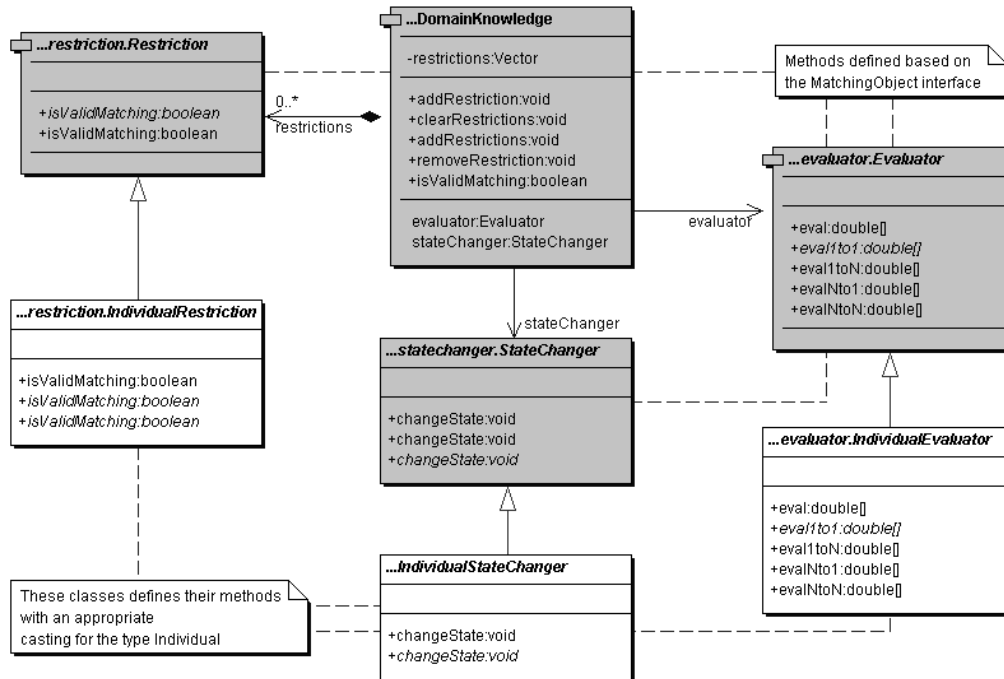 ...restriction.Restriction
+isValidMatching:boolean
+isValidMatching:boolean
0..*
restrictions
...DomainKnowledge
-restrictions:Vector
+addRestriction:void
+clearRestrictions:void
+addRestrictions:void
+removeRestriction:void
+isValidMatching:boolean
evaluator:Evaluator
stateChanger:StateChanger
Methods defined based on
the MatchingObject interface
evaluator
...evaluator.Evaluator
+eval:double[]
+eval1to1:double[]
+eval1toN:double[]
+evalNto1:double[]
+evalNtoN:double[]
...restriction.IndividualRestriction
+isValidMatching:boolean
+isValidMatching:boolean
+isValidMatching:boolean
stateChanger
...statechanger.StateChanger
+changeState:void
+changeState:void
+changeState:void
...evaluator.IndividualEvaluator
+eval:double[]
+eval1to1:double[]
+eval1toN:double[]
+evalNto1:double[]
+evalNtoN:double[]
These classes defines their methods
with an appropriate
casting for the type Individual
...IndividualStateChanger
+changeState:void
+changeState:void